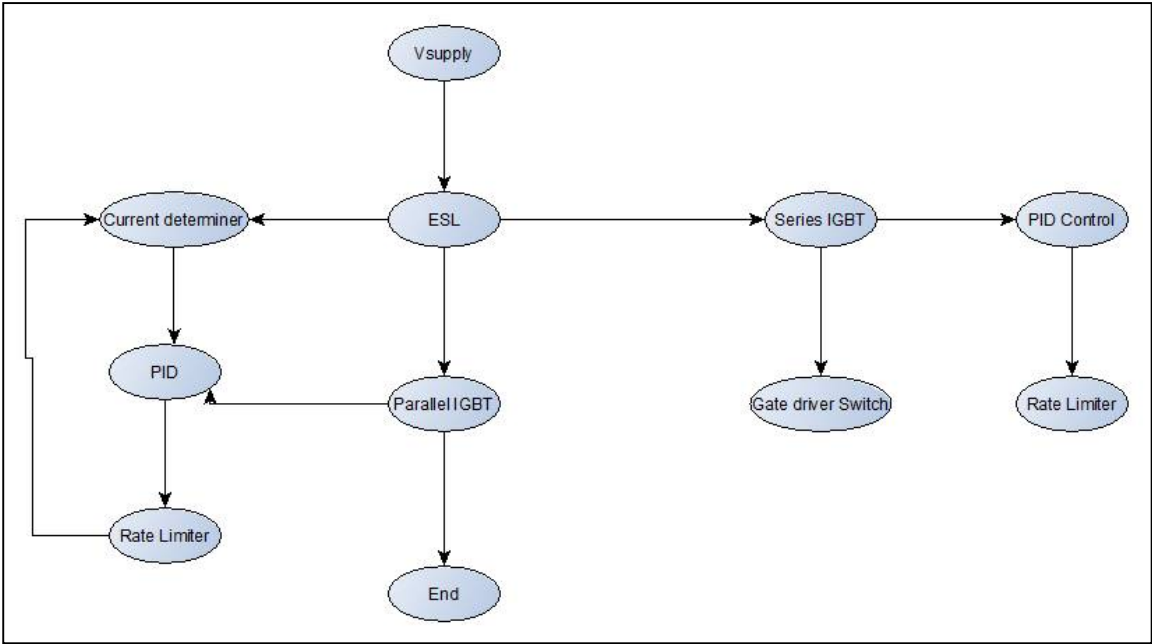 Vsupply
Current determiner
ESL
Series IGBT
PID Control
PID
Parallel IGBT
Gate driver Switch
Rate Limiter
Rate Limiter
End